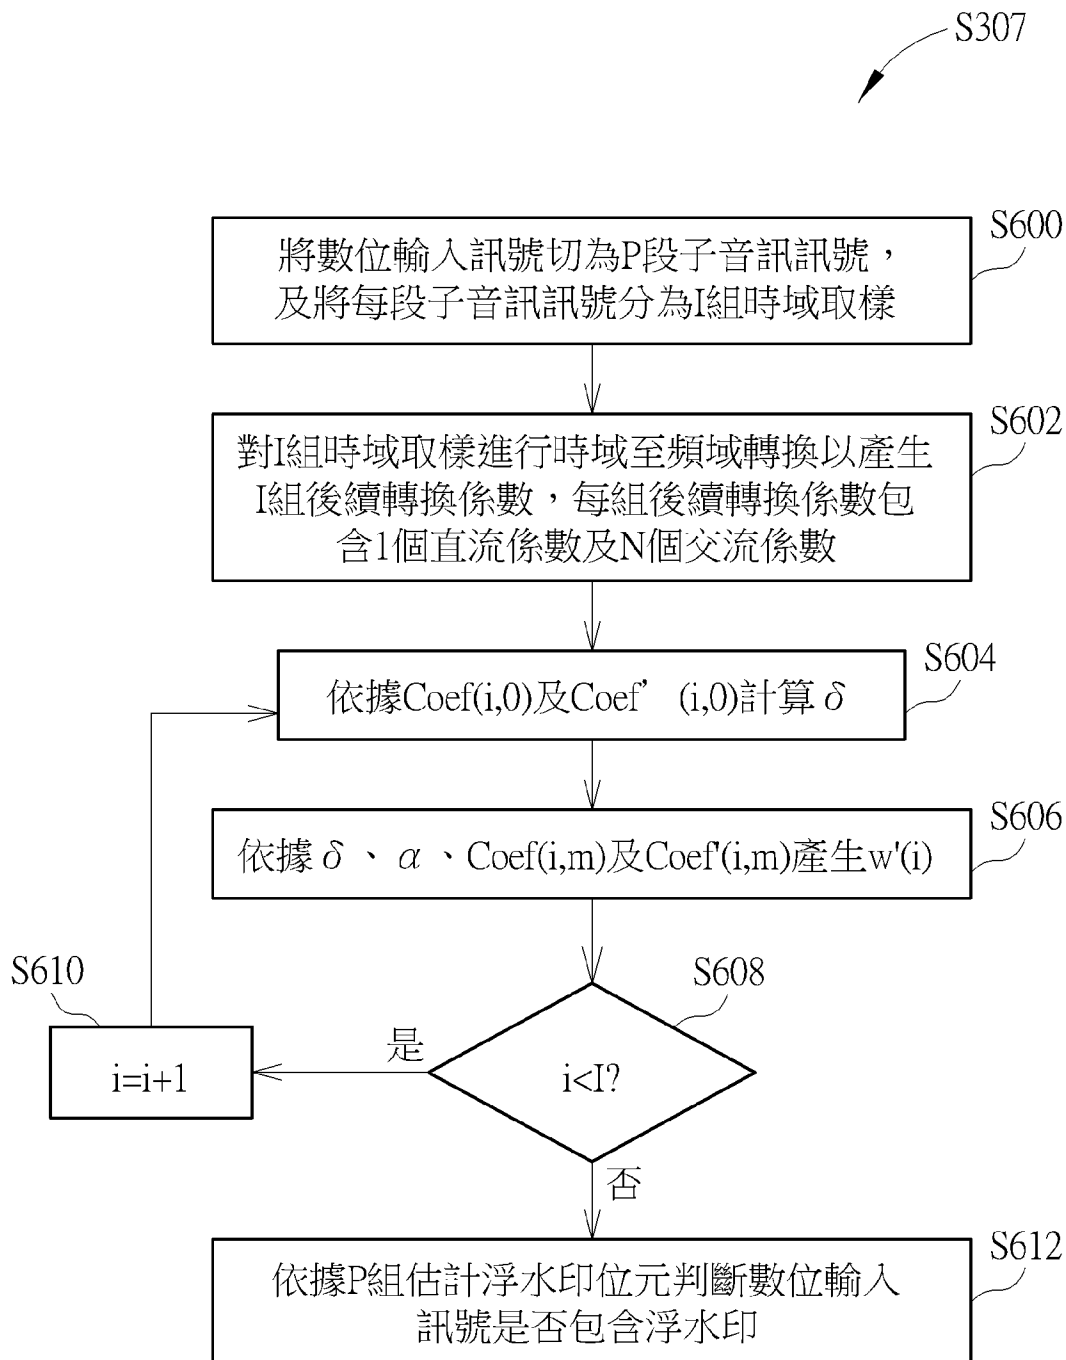 S307
S600
將數位輸入訊號切為P段子音訊訊號，
及將每段子音訊訊號分為I組時域取樣
S602
對I組時域取樣進行時域至頻域轉換以產生
I組後續轉換係數，每組後續轉換係數包
含1個直流係數及N個交流係數
S604
依據Coef(i,0)及Coef’(i,0)計算δ
S606
依據δ、α、Coef(i,m)及Coef'(i,m)產生w'(i)
S608
i<I?
是
S610
i=i+1
否
S612
依據P組估計浮水印位元判斷數位輸入
訊號是否包含浮水印